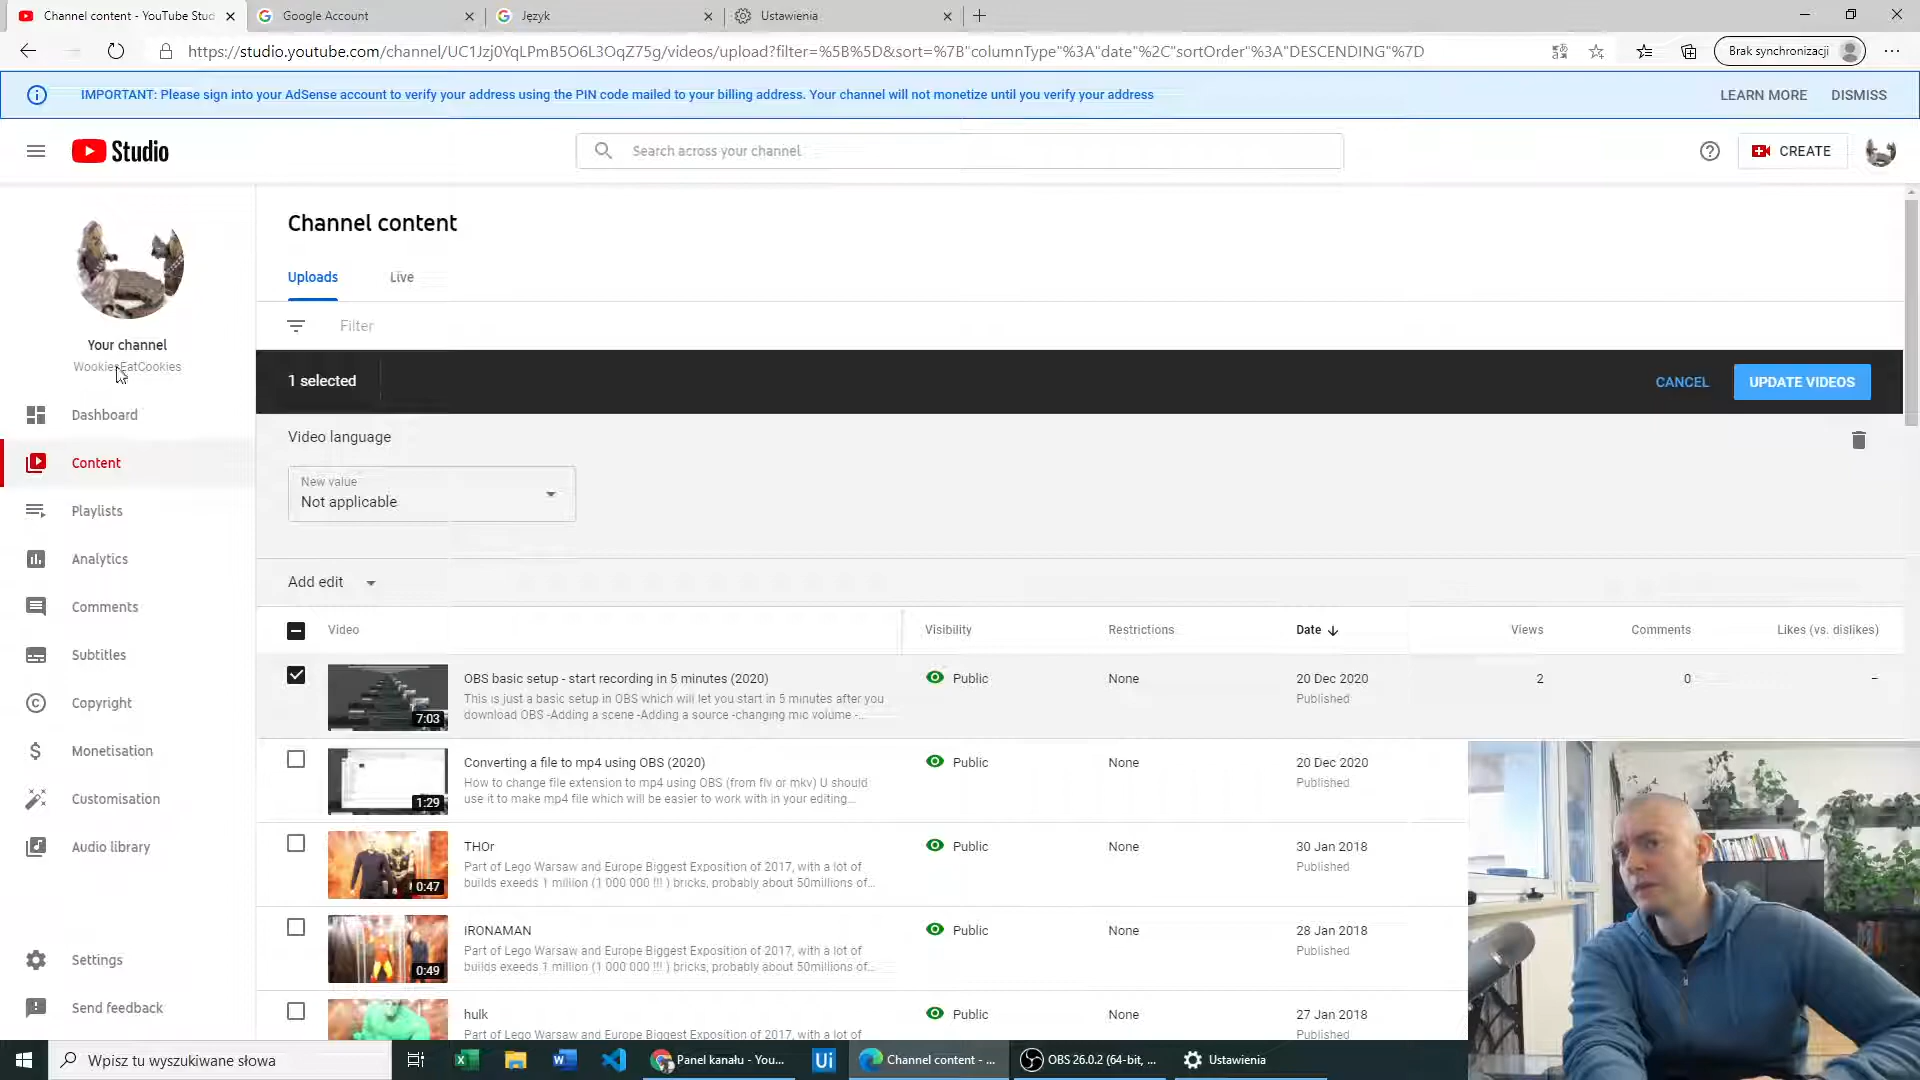 Channel content - YouTube Stud
Google Account
Język
Ustawienia
https://studio.youtube.com/channel/UC1Jzj0YqLPmB5O6L3OqZ75g/videos/upload?filter=%5B%5D&sort=%7B"columnType"%3A"date"%2C"sortOrder"%3A"DESCENDING"%7D
Brak synchronizacji
IMPORTANT: Please sign into your AdSense account to verify your address using the PIN code mailed to your billing address. Your channel will not monetize until you verify your address
LEARN MORE
DISMISS
Studio
Search across your channel
CREATE
Your channel
WookiesEatCookies
Dashboard
Content
Playlists
Analytics
Comments
Subtitles
Copyright
Monetisation
Customisation
Audio library
Settings
Send feedback
Channel content
Uploads
Live
Filter
1 selected
CANCEL
UPDATE VIDEOS
Video language
New value
Not applicable
Add edit
Video
Visibility
Restrictions
Date
Views
Comments
Likes (vs. dislikes)
7:03
OBS basic setup - start recording in 5 minutes (2020)
This is just a basic setup in OBS which will let you start in 5 minutes after you
download OBS -Adding a scene -Adding a source -changing mic volume -...
Public
None
20 Dec 2020
Published
2
0
–
1:29
Converting a file to mp4 using OBS (2020)
How to change file extension to mp4 using OBS (from flv or mkv) U should
use it to make mp4 file which will be easier to work with in your editing...
Public
None
20 Dec 2020
Published
0:47
THOr
Part of Lego Warsaw and Europe Biggest Exposition of 2017, with a lot of
builds exceeds 1 million (1 000 000 !!! ) bricks, probably about 50millions of...
Public
None
30 Jan 2018
Published
0:49
IRONAMAN
Part of Lego Warsaw and Europe Biggest Exposition of 2017, with a lot of
builds exceeds 1 million (1 000 000 !!! ) bricks, probably about 50millions of...
Public
None
28 Jan 2018
Published
hulk
Part of Lego Warsaw and Europe Biggest Exposition of 2017, with a lot of
Public
None
27 Jan 2018
Published
Wpisz tu wyszukiwane słowa
Panel kanału - You...
Ui
Channel content - ...
OBS 26.0.2 (64-bit, ...
Ustawienia